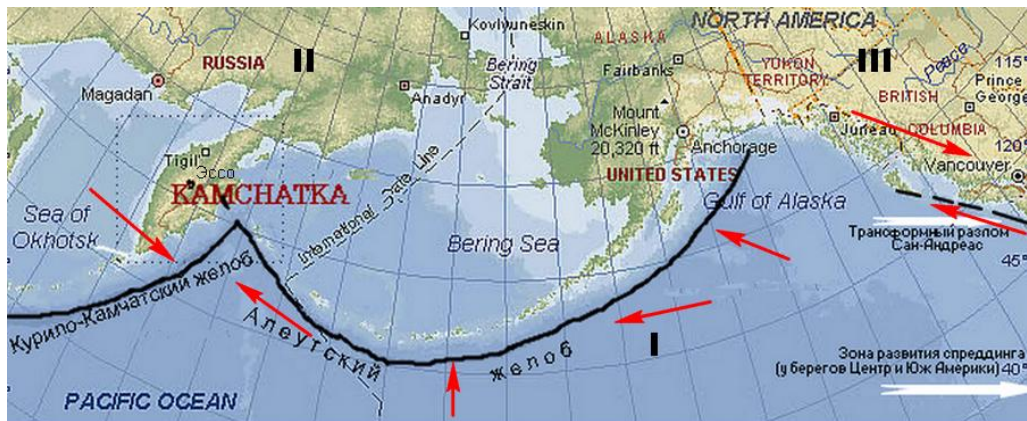 NORTH AMERICA
Kovlyuneskin
ALASKA
RUSSIA
II
Bering
Strait
Fairbanks
YUKON
TERRITORY
III
Peace
115°
Prince
George
Magadan
Anadyr
Mount
McKinley
20,320 ft
BRITISH
COLUMBIA
Juneau
120°
Anchorage
Vancouver
Tigil
Эссо
KAMCHATKA
UNITED STATES
International Date Line
Gulf of Alaska
Sea of
Okhotsk
Bering Sea
Трансформный разлом
Сан-Андреас
45°
Курило-Камчатский желоб
Алеутский желоб
I
Зона развития спрединга
(у берегов Центр и Юж Америки)
40°
PACIFIC OCEAN